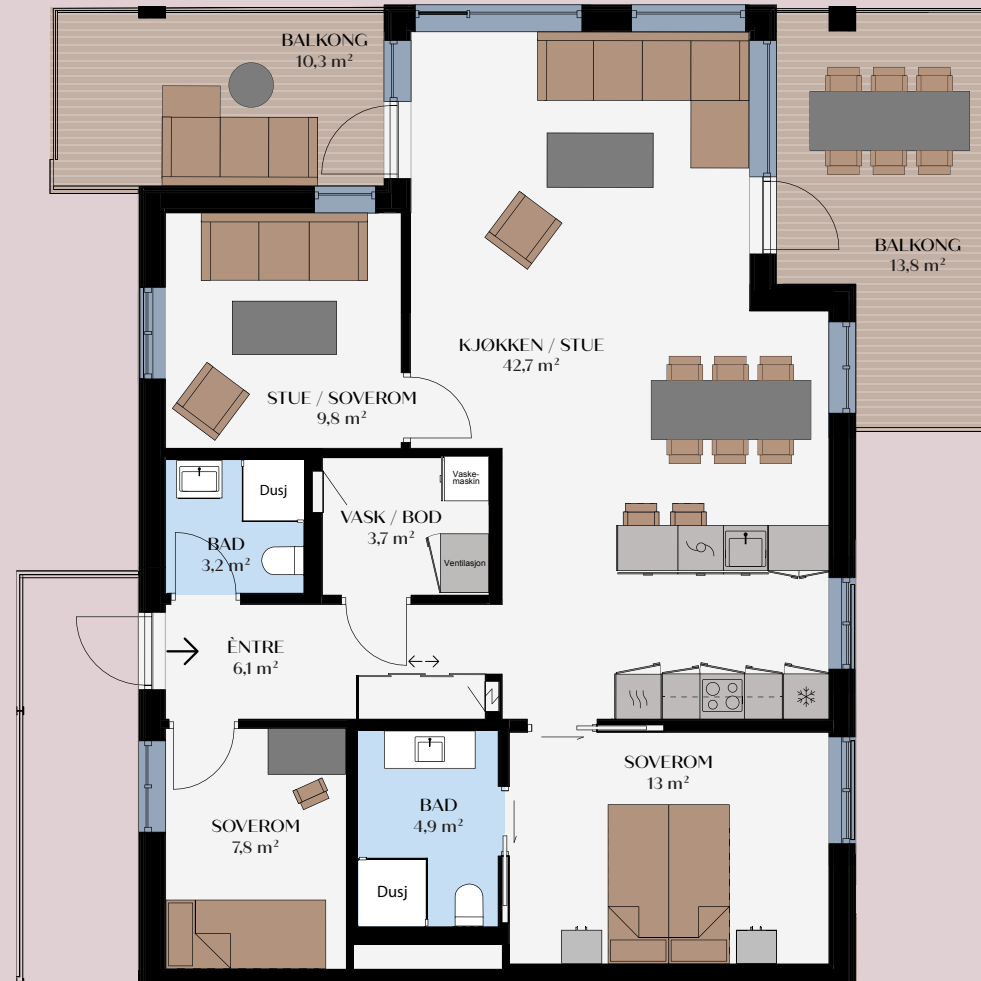 BALKONG
10,3 m²
BALKONG
13,8 m²
KJØKKEN / STUE
42,7 m²
STUE / SOVEROM
9,8 m²
Dusj
BAD
3,2 m²
Vaske-
maskin
VASK / BOD
3,7 m²
Ventilasjon
ÈNTRE
6,1 m²
SOVEROM
7,8 m²
BAD
4,9 m²
Dusj
SOVEROM
13 m²